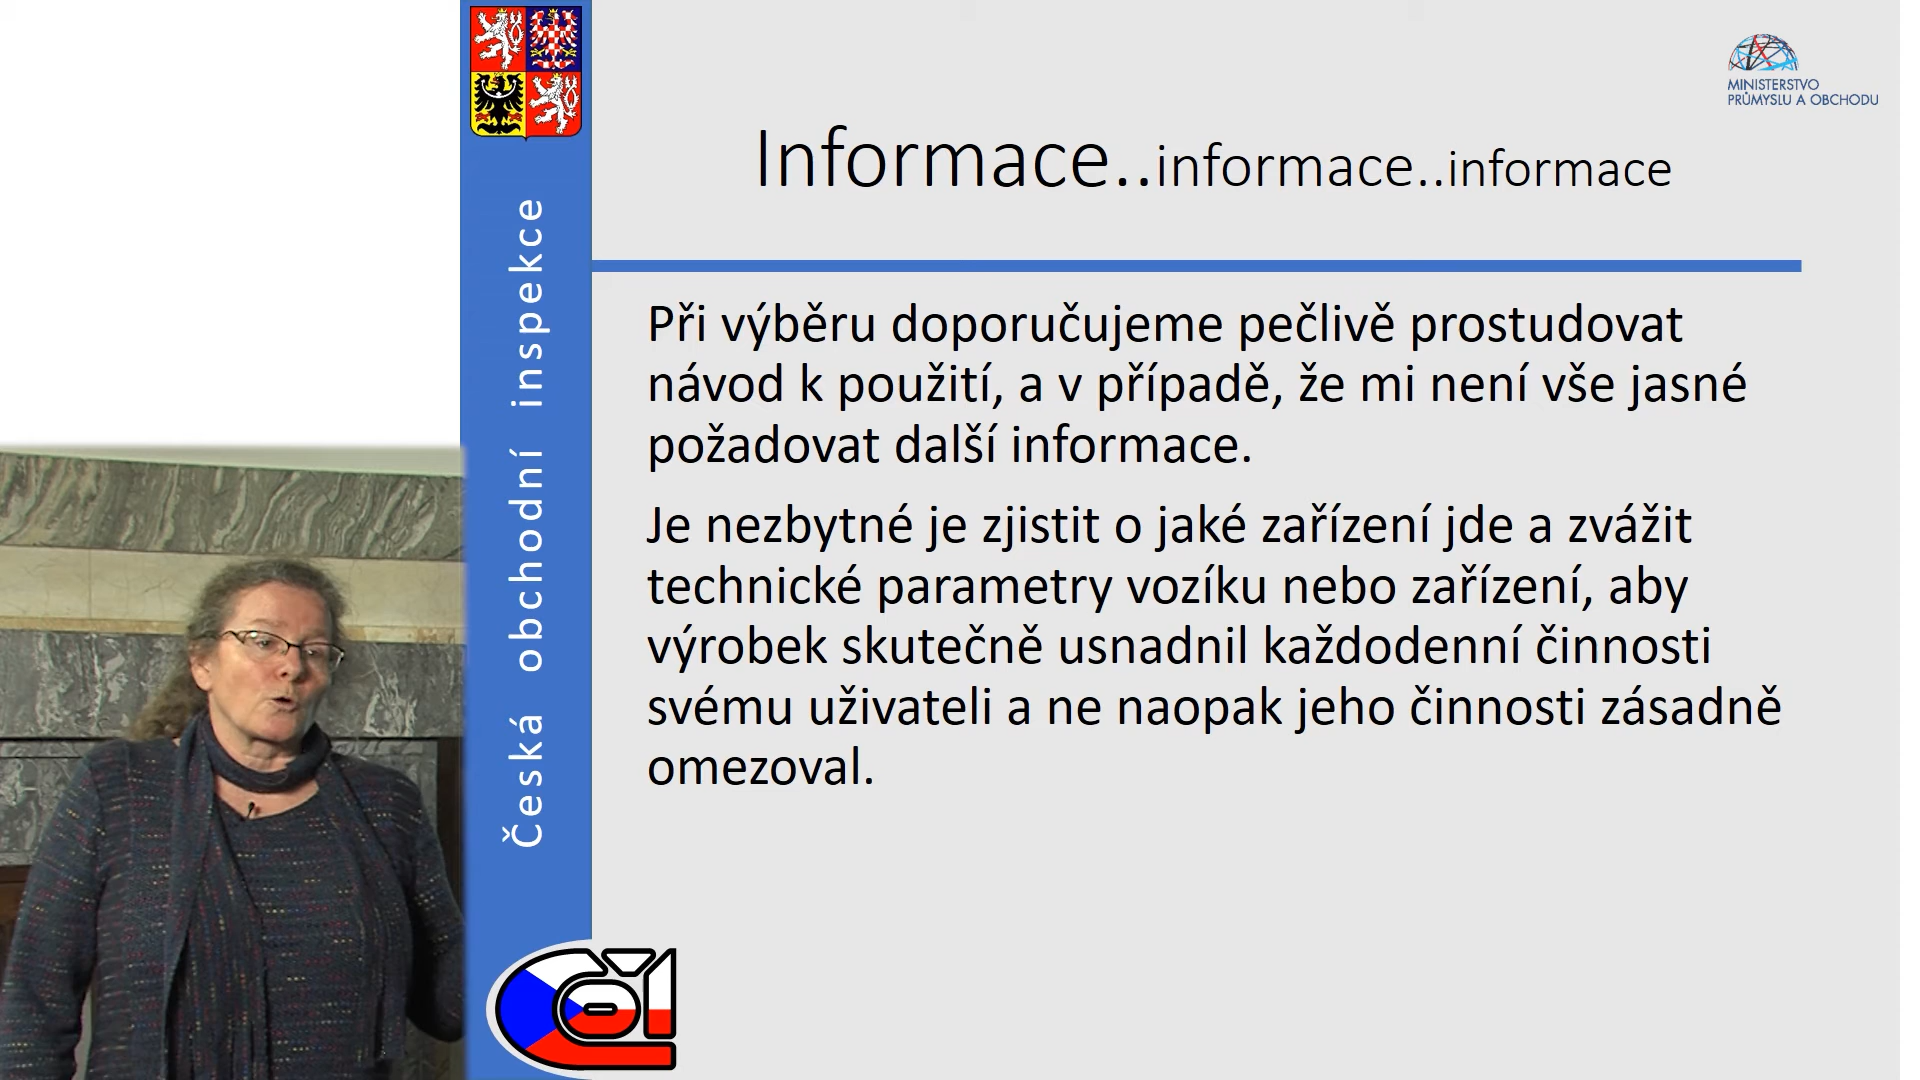 Česká obchodní inspekce
MINISTERSTVO
PRŮMYSLU A OBCHODU
Informace..informace..informace
Při výběru doporučujeme pečlivě prostudovat
návod k použití, a v případě, že mi není vše jasné
požadovat další informace.
Je nezbytné je zjistit o jaké zařízení jde a zvážit
technické parametry vozíku nebo zařízení, aby
výrobek skutečně usnadnil každodenní činnosti
svému uživateli a ne naopak jeho činnosti zásadně
omezoval.
ČOI